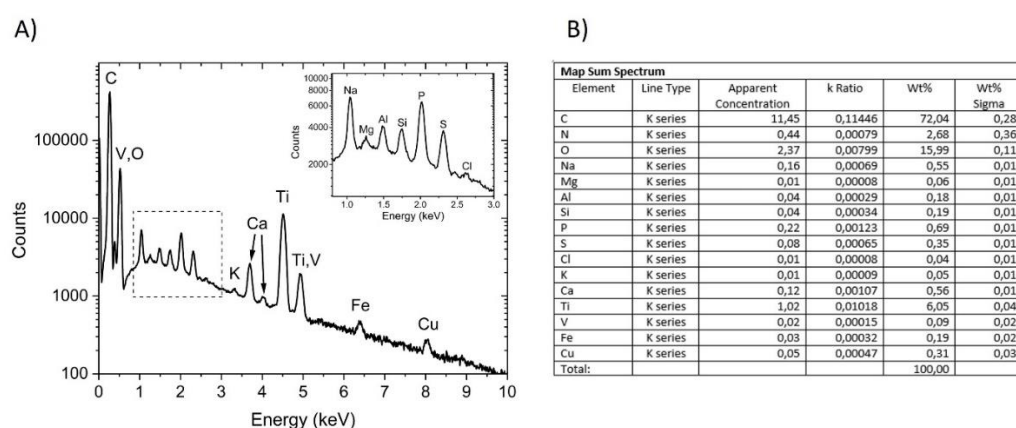 A)
B)
C
V,O
Ti
Ca
K
Ti,V
Fe
Cu
Counts
100000
10000
1000
100
0 1 2 3 4 5 6 7 8 9 10
Energy (keV)
Na
Mg
Al
Si
P
S
Cl
Counts
10000
8000
6000
4000
2000
1.0 1.5 2.0 2.5 3.0
Energy (keV)
Map Sum Spectrum
Element Line Type Apparent Concentration k Ratio Wt% Wt% Sigma
C K series 11,45 0,11446 72,04 0,28
N K series 0,44 0,00079 2,68 0,36
O K series 2,37 0,00799 15,99 0,11
Na K series 0,16 0,00069 0,55 0,01
Mg K series 0,01 0,00008 0,06 0,01
Al K series 0,04 0,00029 0,18 0,01
Si K series 0,04 0,00034 0,19 0,01
P K series 0,22 0,00123 0,69 0,01
S K series 0,08 0,00065 0,35 0,01
Cl K series 0,01 0,00008 0,04 0,01
K K series 0,01 0,00009 0,05 0,01
Ca K series 0,12 0,00107 0,56 0,01
Ti K series 1,02 0,01018 6,05 0,04
V K series 0,02 0,00015 0,09 0,02
Fe K series 0,03 0,00032 0,19 0,02
Cu K series 0,05 0,00047 0,31 0,03
Total: 100,00